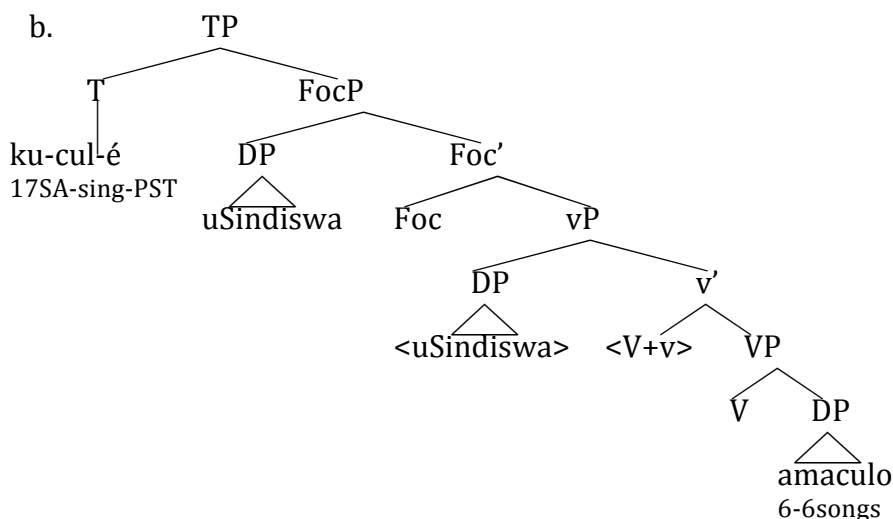 b. TP
T FocP
ku-cul-é DP Foc’
17SA-sing-PST
uSindiswa Foc vP
DP v’
<uSindiswa> <V+v> VP
V DP
amaculo
6-6songs